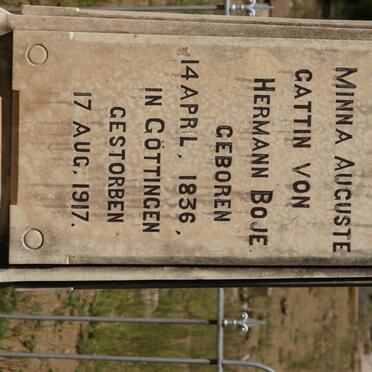 MINNA AUGUSTE
GATTIN VON
HERMANN BOJE
GEBOREN
14 APRIL, 1836,
IN GÖTTINGEN
GESTORBEN
17 AUG, 1917.